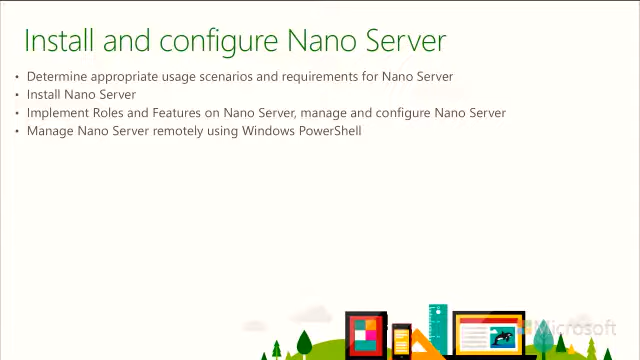 Install and configure Nano Server
• Determine appropriate usage scenarios and requirements for Nano Server
• Install Nano Server
• Implement Roles and Features on Nano Server, manage and configure Nano Server
• Manage Nano Server remotely using Windows PowerShell
Microsoft